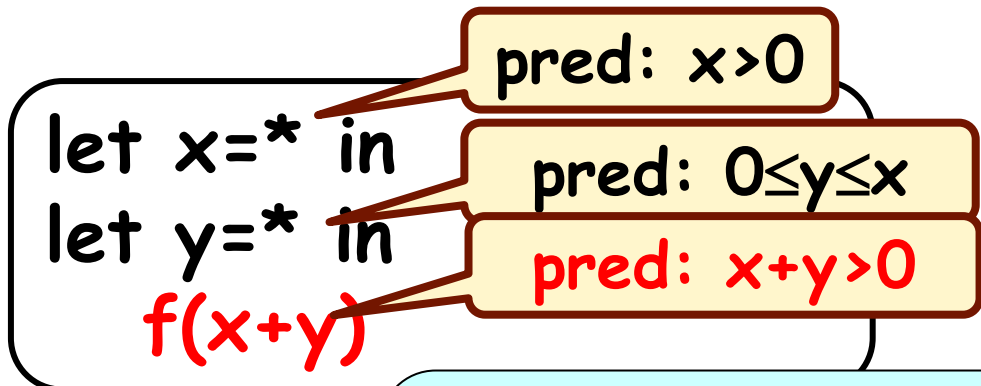 pred: x>0
let x=* in
pred: 0≤y≤x
let y=* in
pred: x+y>0
f(x+y)